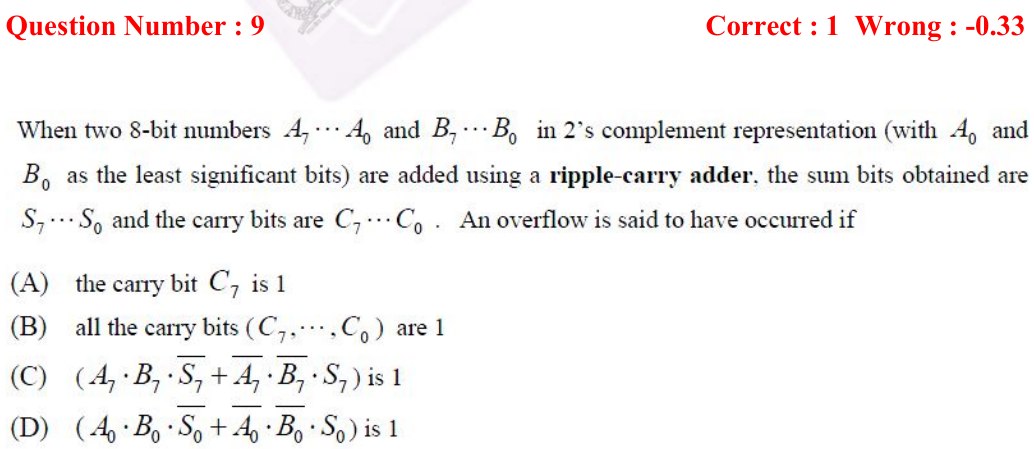 Question Number : 9 Correct : 1 Wrong : -0.33
When two 8-bit numbers A₇ ⋯ A₀ and B₇ ⋯ B₀ in 2's complement representation (with A₀ and
B₀ as the least significant bits) are added using a ripple-carry adder, the sum bits obtained are
S₇ ⋯ S₀ and the carry bits are C₇ ⋯ C₀ . An overflow is said to have occurred if
(A) the carry bit C₇ is 1
(B) all the carry bits (C₇,⋯,C₀) are 1
(C) (A₇ · B₇ · S̅₇ + A̅₇ · B̅₇ · S₇) is 1
(D) (A₀ · B₀ · S̅₀ + A̅₀ · B̅₀ · S₀) is 1